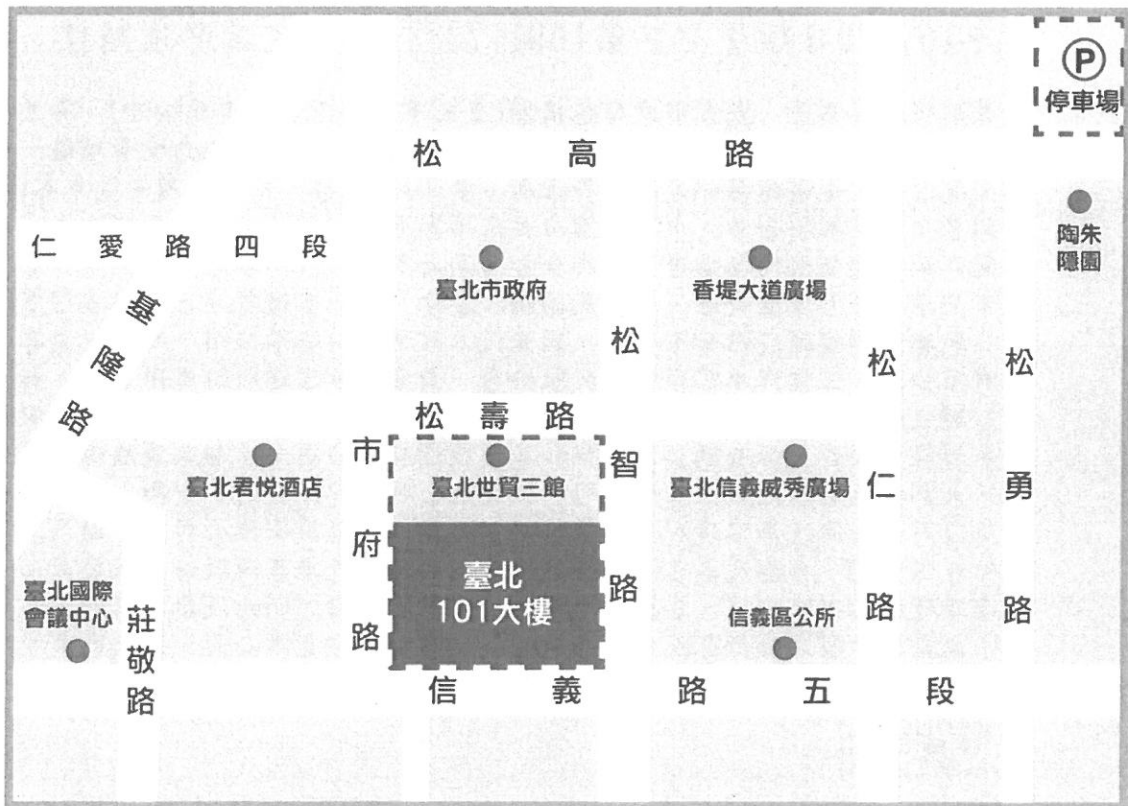 P
停車場
松高路
陶朱
隱園
仁愛路四段
臺北市政府
香堤大道廣場
基隆路
松智路
松仁路
松勇路
松壽路
市府路
臺北君悅酒店
臺北世貿三館
臺北信義威秀廣場
臺北
101大樓
臺北國際
會議中心
莊敬路
信義區公所
信義路五段